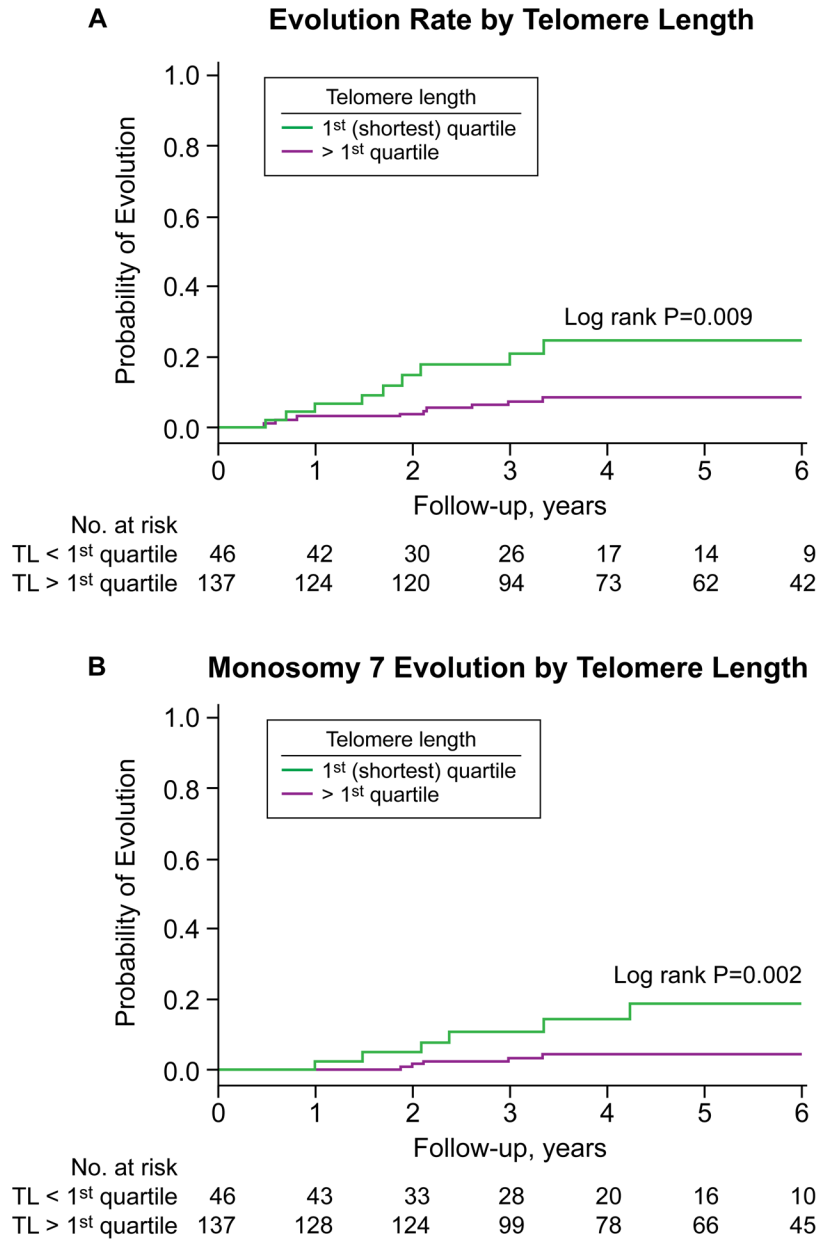 A
Evolution Rate by Telomere Length
Probability of Evolution
1.0
0.8
0.6
0.4
0.2
0.0
Telomere length
1st (shortest) quartile
> 1st quartile
Log rank P=0.009
0 1 2 3 4 5 6
Follow-up, years
No. at risk
TL < 1st quartile 46 42 30 26 17 14 9
TL > 1st quartile 137 124 120 94 73 62 42
B
Monosomy 7 Evolution by Telomere Length
Probability of Evolution
1.0
0.8
0.6
0.4
0.2
0.0
Telomere length
1st (shortest) quartile
> 1st quartile
Log rank P=0.002
0 1 2 3 4 5 6
Follow-up, years
No. at risk
TL < 1st quartile 46 43 33 28 20 16 10
TL > 1st quartile 137 128 124 99 78 66 45